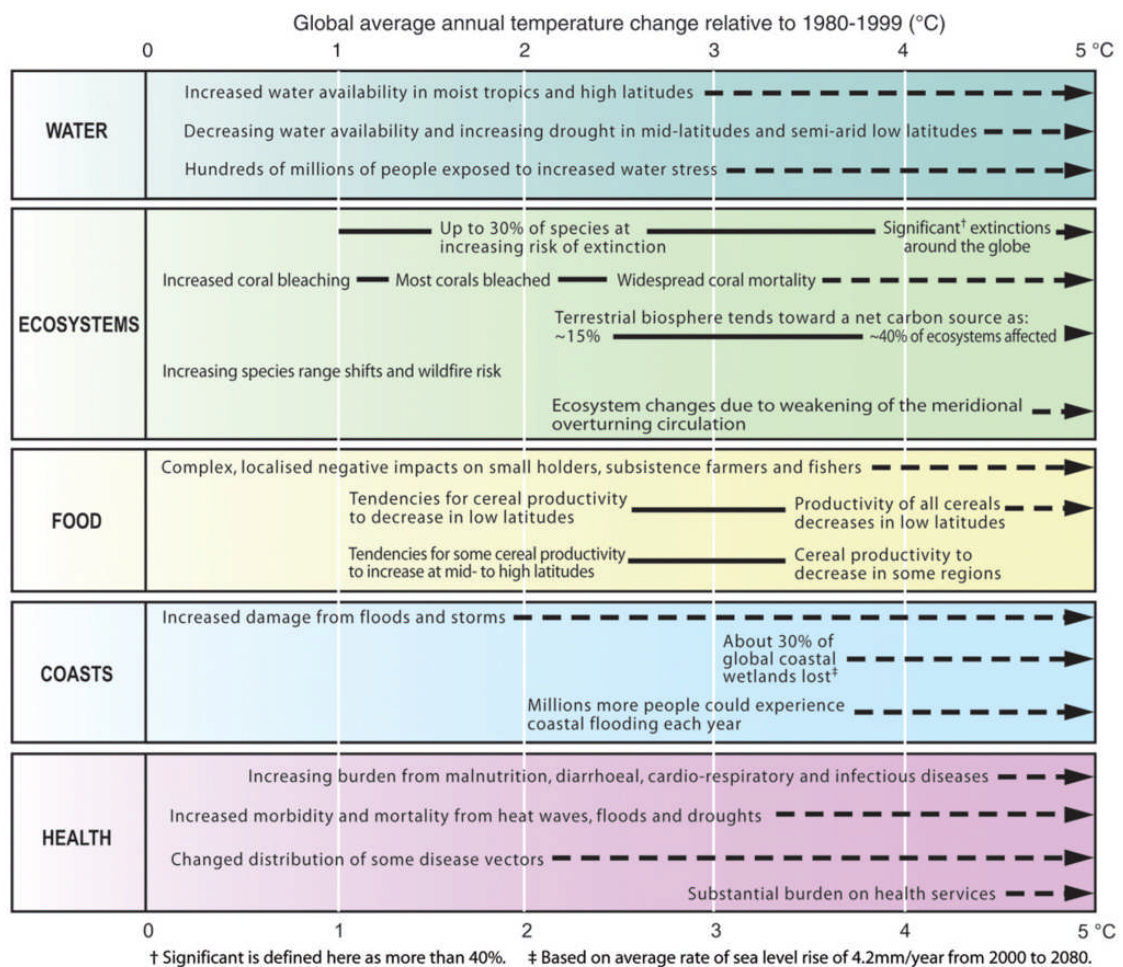 Global average annual temperature change relative to 1980-1999 (°C)
0 1 2 3 4 5 °C
WATER
Increased water availability in moist tropics and high latitudes
Decreasing water availability and increasing drought in mid-latitudes and semi-arid low latitudes
Hundreds of millions of people exposed to increased water stress
ECOSYSTEMS
Up to 30% of species at
increasing risk of extinction
Significant† extinctions
around the globe
Increased coral bleaching Most corals bleached Widespread coral mortality
Terrestrial biosphere tends toward a net carbon source as:
~15% ~40% of ecosystems affected
Increasing species range shifts and wildfire risk
Ecosystem changes due to weakening of the meridional
overturning circulation
FOOD
Complex, localised negative impacts on small holders, subsistence farmers and fishers
Tendencies for cereal productivity
to decrease in low latitudes
Productivity of all cereals
decreases in low latitudes
Tendencies for some cereal productivity
to increase at mid- to high latitudes
Cereal productivity to
decrease in some regions
COASTS
Increased damage from floods and storms
About 30% of
global coastal
wetlands lost‡
Millions more people could experience
coastal flooding each year
HEALTH
Increasing burden from malnutrition, diarrhoeal, cardio-respiratory and infectious diseases
Increased morbidity and mortality from heat waves, floods and droughts
Changed distribution of some disease vectors
Substantial burden on health services
0 1 2 3 4 5 °C
† Significant is defined here as more than 40%. ‡ Based on average rate of sea level rise of 4.2mm/year from 2000 to 2080.